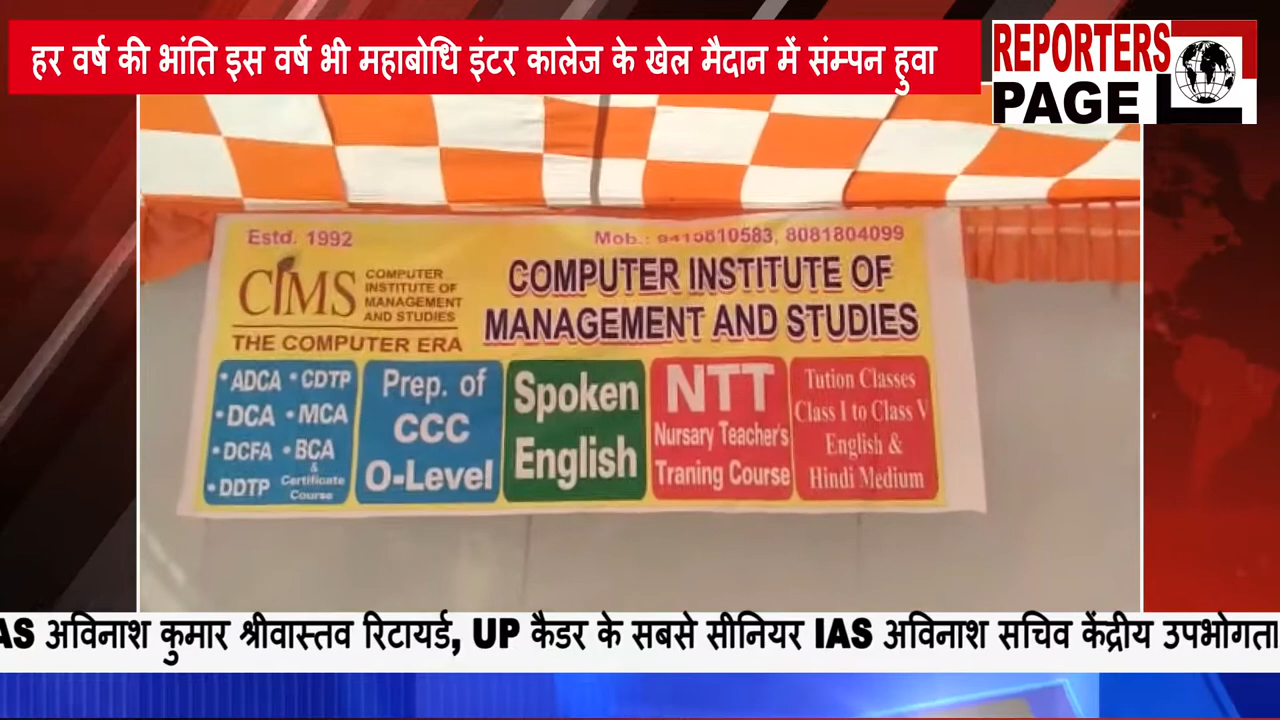 हर वर्ष की भांति इस वर्ष भी महाबोधि इंटर कालेज के खेल मैदान में संम्पन हुवा
REPORTERS
PAGE
Estd. 1992
Mob.: 9415810583, 8081804099
CIMS
COMPUTER
INSTITUTE OF
MANAGEMENT
AND STUDIES
THE COMPUTER ERA
COMPUTER INSTITUTE OF
MANAGEMENT AND STUDIES
• ADCA • CDTP
• DCA • MCA
• DCFA • BCA
• DDTP
& Certificate
Course
Prep. of
CCC
O-Level
Spoken
English
NTT
Nursary Teacher's
Traning Course
Tution Classes
Class I to Class V
English &
Hindi Medium
AS अविनाश कुमार श्रीवास्तव रिटायर्ड, UP कैडर के सबसे सीनियर IAS अविनाश सचिव केंद्रीय उपभोगता